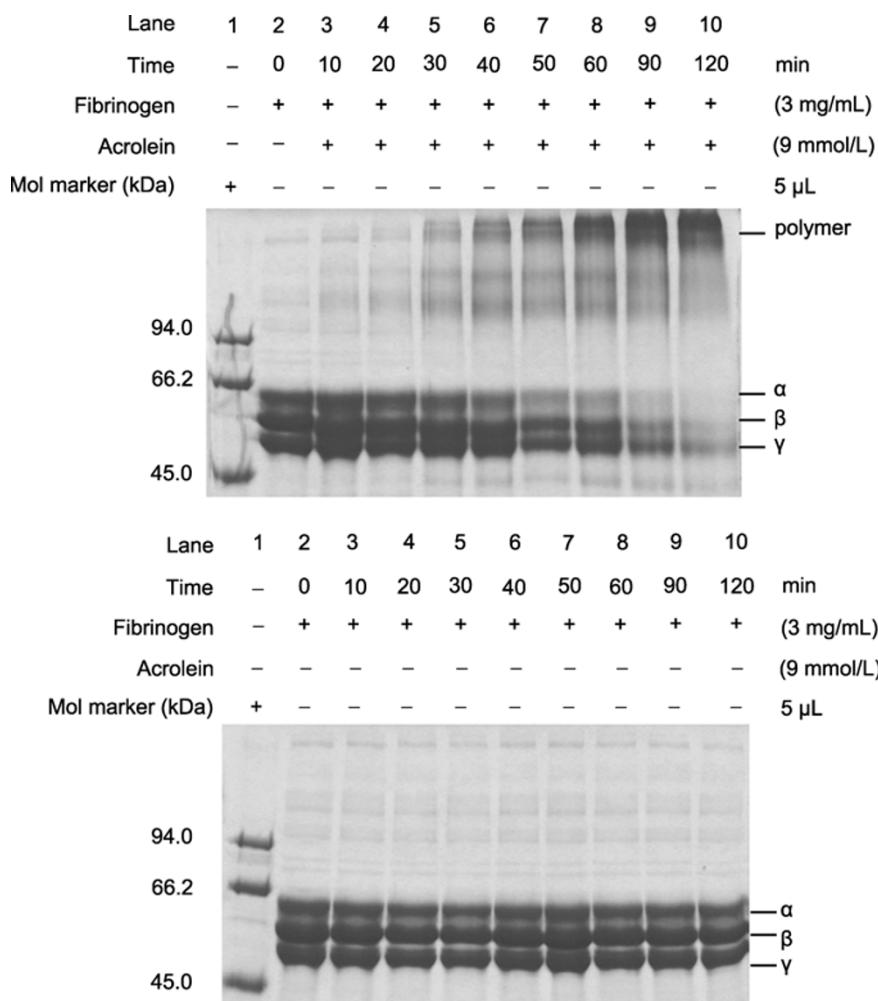 Lane 1 2 3 4 5 6 7 8 9 10
Time – 0 10 20 30 40 50 60 90 120 min
Fibrinogen – + + + + + + + + + (3 mg/mL)
Acrolein – – + + + + + + + + (9 mmol/L)
Mol marker (kDa) + – – – – – – – – – 5 µL
polymer
94.0
66.2
α
β
γ
45.0
Lane 1 2 3 4 5 6 7 8 9 10
Time – 0 10 20 30 40 50 60 90 120 min
Fibrinogen – + + + + + + + + + (3 mg/mL)
Acrolein – – – – – – – – – – (9 mmol/L)
Mol marker (kDa) + – – – – – – – – – 5 µL
94.0
66.2
α
β
γ
45.0